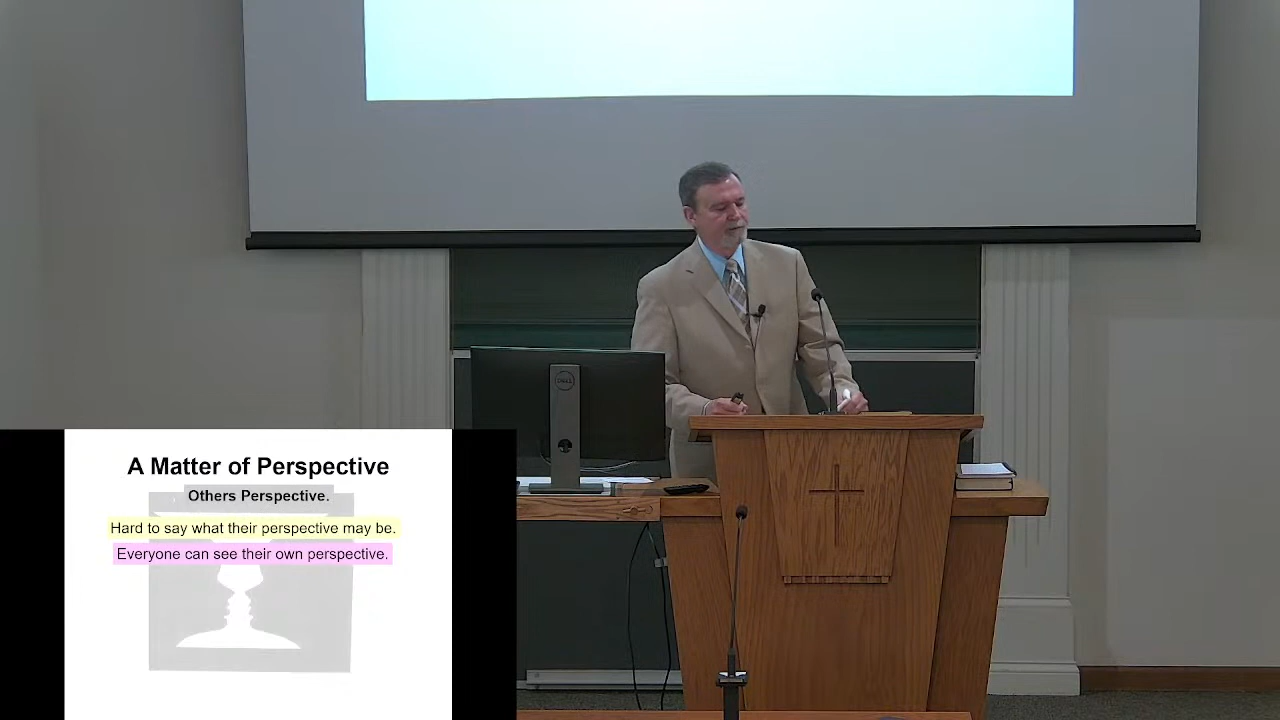 DELL
A Matter of Perspective
Others Perspective.
Hard to say what their perspective may be.
Everyone can see their own perspective.